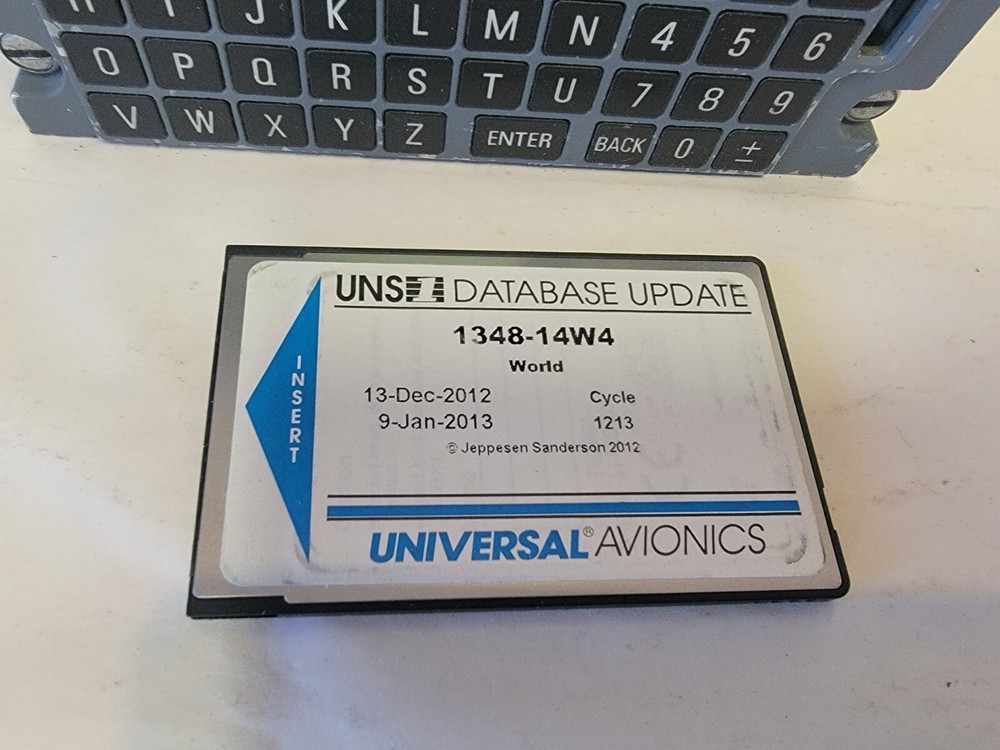 J K L M N 4 5 6
O P Q R S T U 7 8 9
V W X Y Z ENTER BACK 0 ±
UNS 1 DATABASE UPDATE
1348-14W4
World
13-Dec-2012 Cycle
9-Jan-2013 1213
© Jeppesen Sanderson 2012
INSERT
UNIVERSAL® AVIONICS